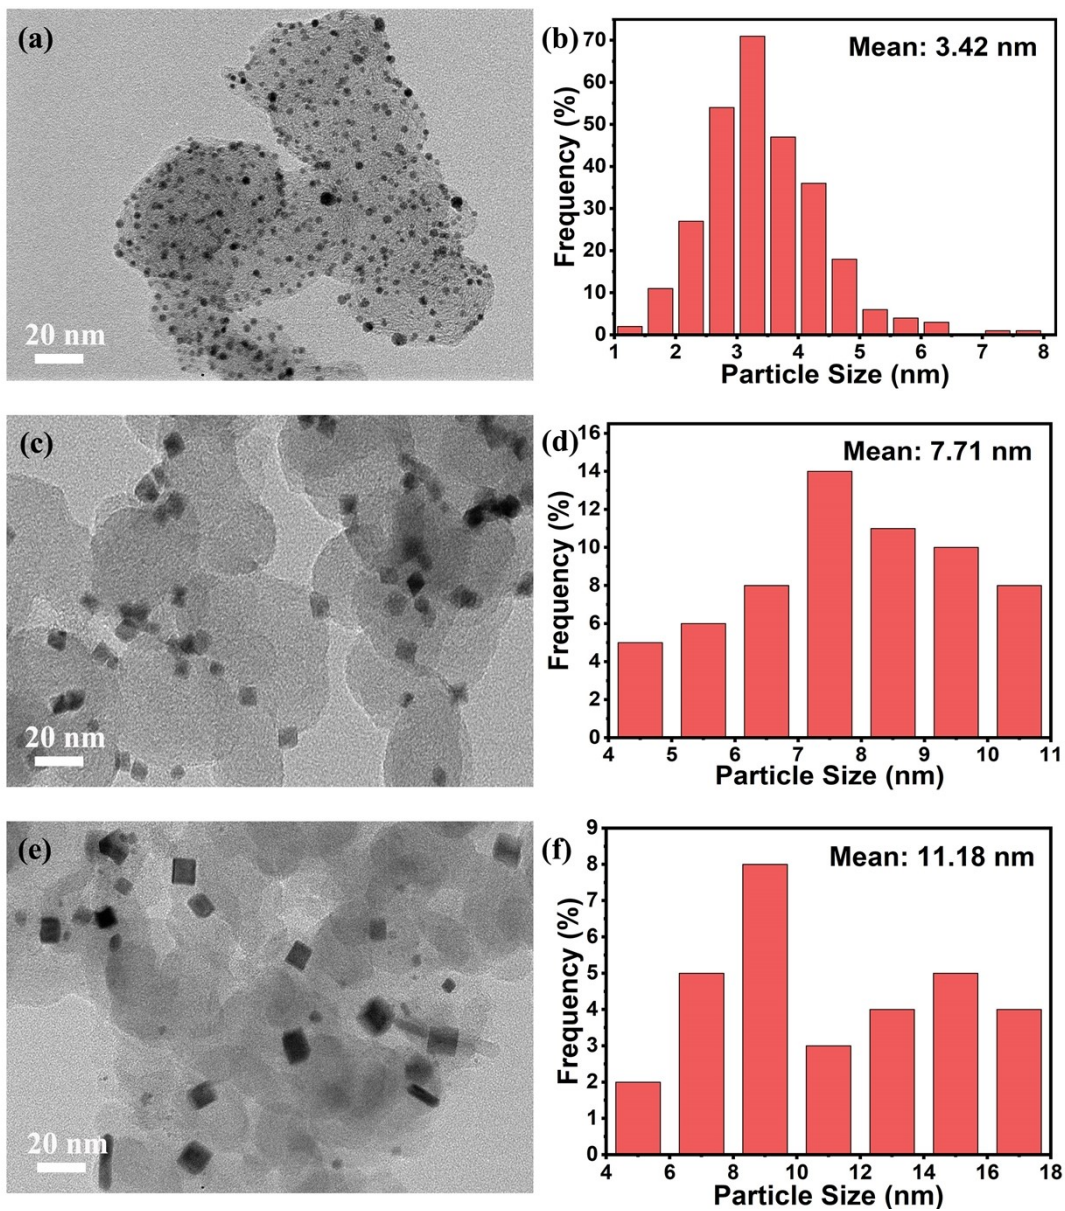 (a)
20 nm
(b)
Mean: 3.42 nm
Frequency (%)
70
60
50
40
30
20
10
0
1 2 3 4 5 6 7 8
Particle Size (nm)
(c)
20 nm
(d)
Mean: 7.71 nm
Frequency (%)
16
14
12
10
8
6
4
2
0
4 5 6 7 8 9 10 11
Particle Size (nm)
(e)
20 nm
(f)
Mean: 11.18 nm
Frequency (%)
9
8
7
6
5
4
3
2
1
0
4 6 8 10 12 14 16 18
Particle Size (nm)